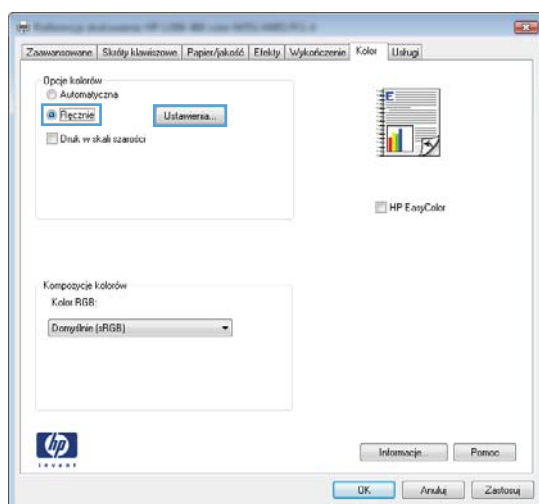 Zaawansowane Skróty klawiszowe Papier/jakość Efekty Wykończenie Kolor Usługi
Opcje kolorów
Automatyczna
Ręcznie Ustawienia...
Druk w skali szarości
E
HP EasyColor
Kompozycje kolorów
Kolor RGB:
Domyślnie (sRGB)
hp
invent
Informacje... Pomoc
OK Anuluj Zastosuj